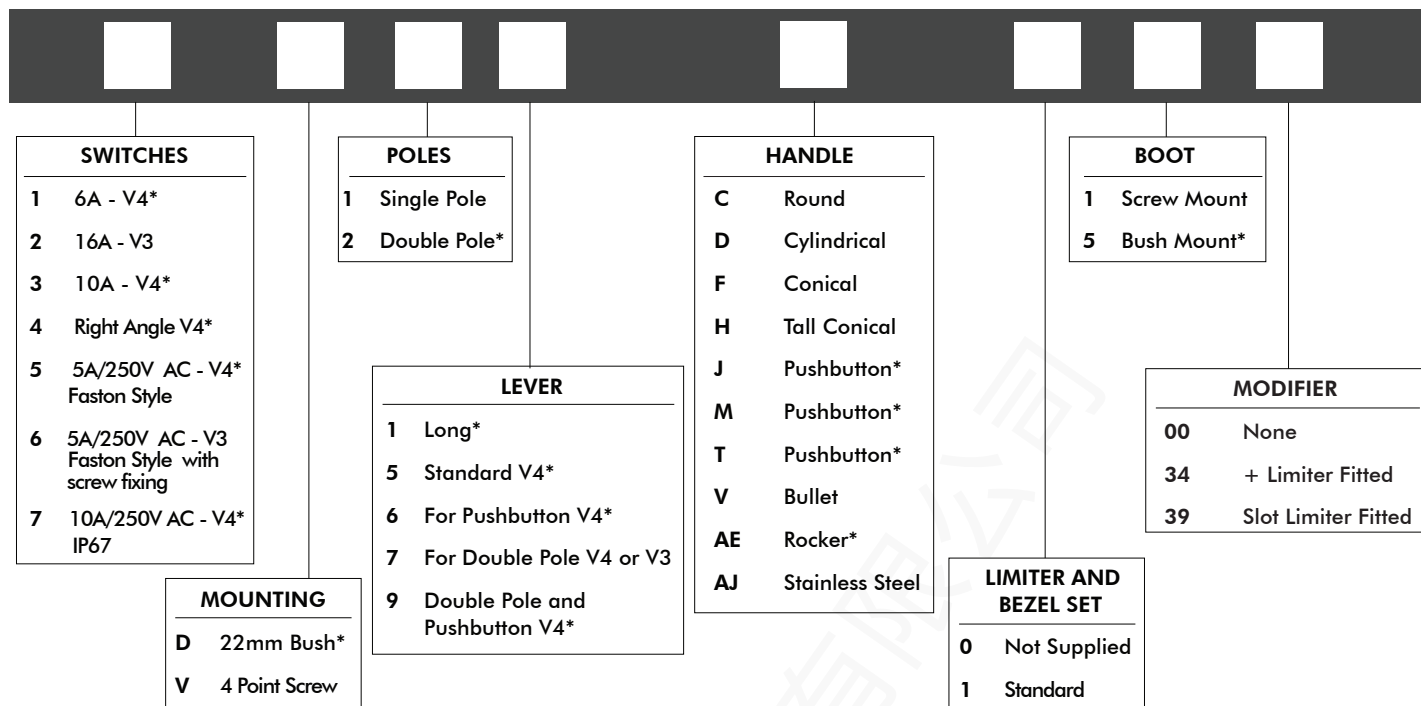 SWITCHES
1 6A - V4*
2 16A - V3
3 10A - V4*
4 Right Angle V4*
5 5A/250V AC - V4*
Faston Style
6 5A/250V AC - V3
Faston Style with
screw fixing
7 10A/250V AC - V4*
IP67
MOUNTING
D 22mm Bush*
V 4 Point Screw
POLES
1 Single Pole
2 Double Pole*
LEVER
1 Long*
5 Standard V4*
6 For Pushbutton V4*
7 For Double Pole V4 or V3
9 Double Pole and
Pushbutton V4*
HANDLE
C Round
D Cylindrical
F Conical
H Tall Conical
J Pushbutton*
M Pushbutton*
T Pushbutton*
V Bullet
AE Rocker*
AJ Stainless Steel
LIMITER AND
BEZEL SET
0 Not Supplied
1 Standard
BOOT
1 Screw Mount
5 Bush Mount*
MODIFIER
00 None
34 + Limiter Fitted
39 Slot Limiter Fitted
有限公司